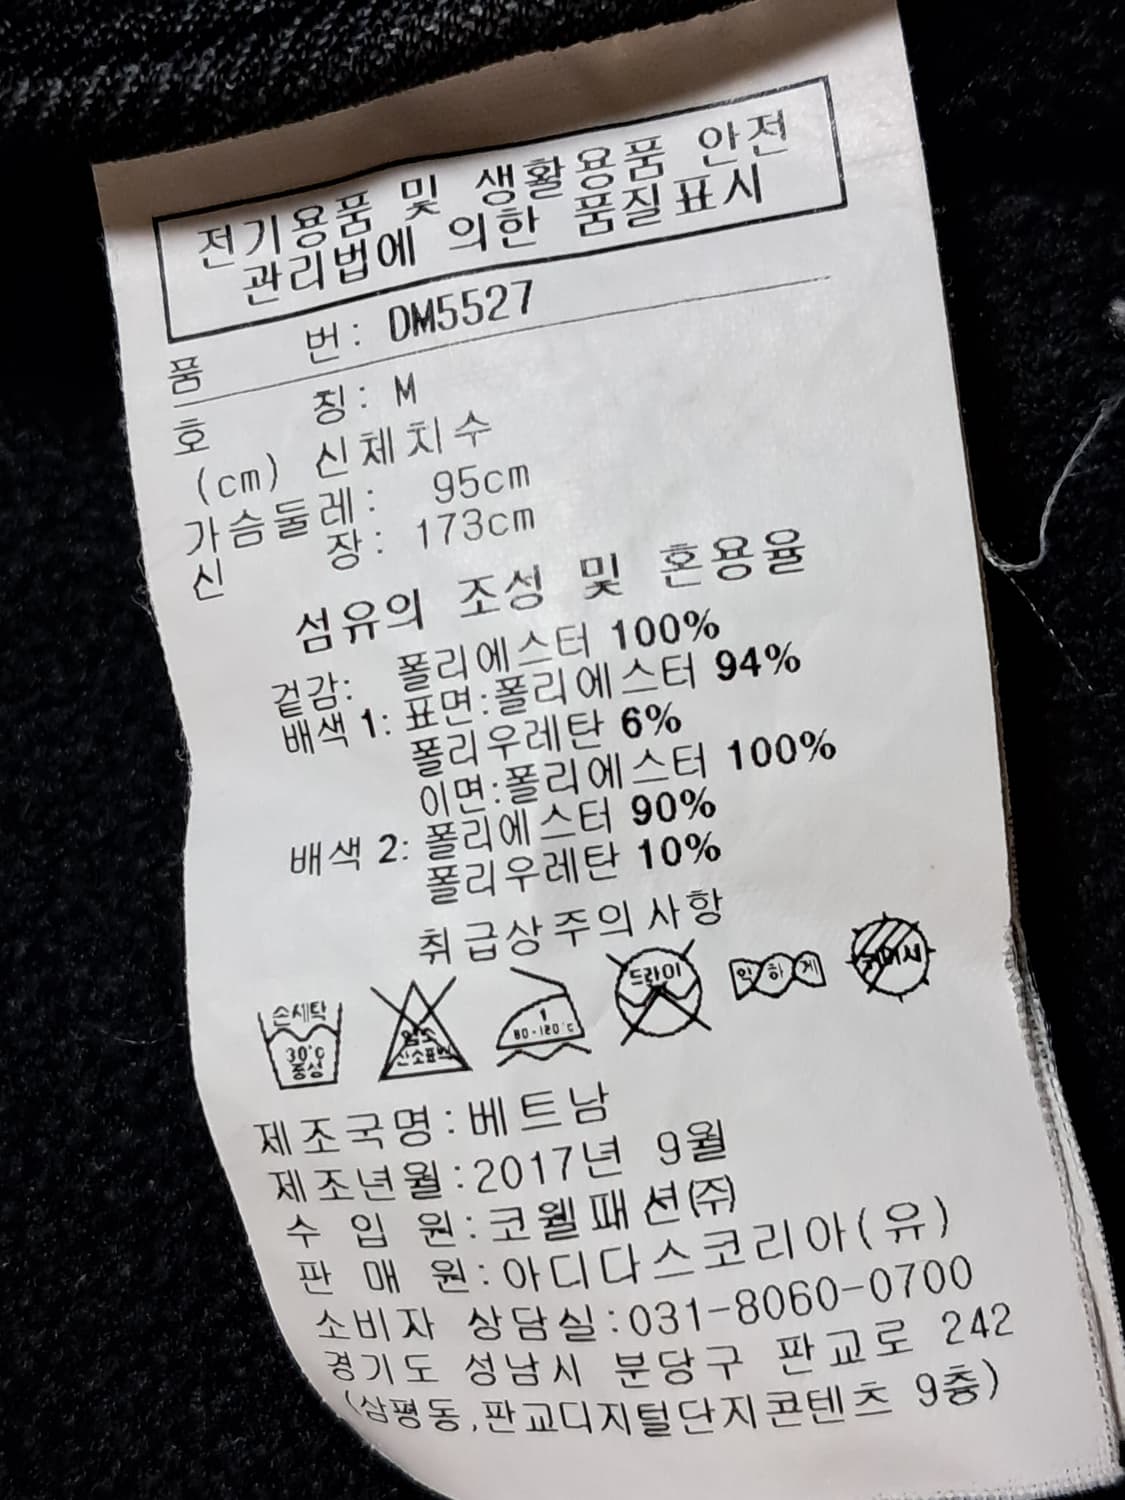 전기용품 및 생활용품 안전
관리법에 의한 품질표시
품 번: DM5527
호 칭: M
(cm) 신체치수
가슴둘레: 95cm
신 장: 173cm
섬유의 조성 및 혼용율
겉감: 폴리에스터 100%
배색 1: 표면:폴리에스터 94%
폴리우레탄 6%
이면:폴리에스터 100%
배색 2: 폴리에스터 90%
폴리우레탄 10%
취급상주의사항
손세탁 30°C 중성
염소 산소표백
1 80-120°C
드라이
약하게
제조국명:베트남
제조년월:2017년 9월
수 입 원:코웰패션(주)
판 매 원:아디다스코리아(유)
소비자 상담실:031-8060-0700
경기도 성남시 분당구 판교로 242
(삼평동,판교디지털단지콘텐츠 9층)